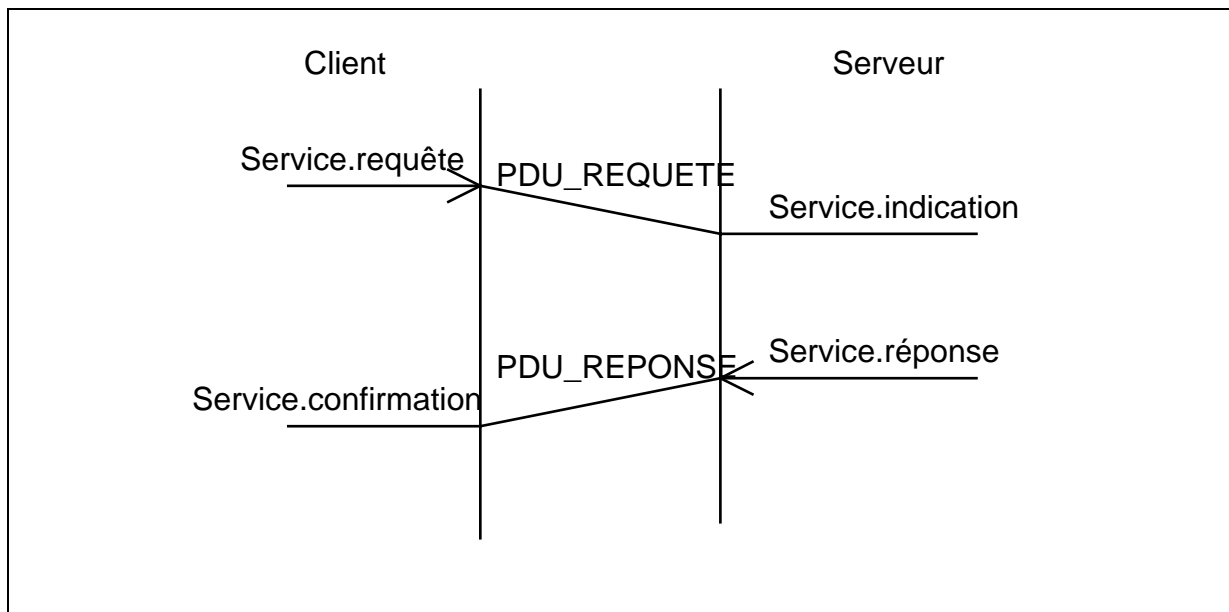 Client
Serveur
Service.requête
PDU_REQUETE
Service.indication
PDU_REPONSE
Service.réponse
Service.confirmation